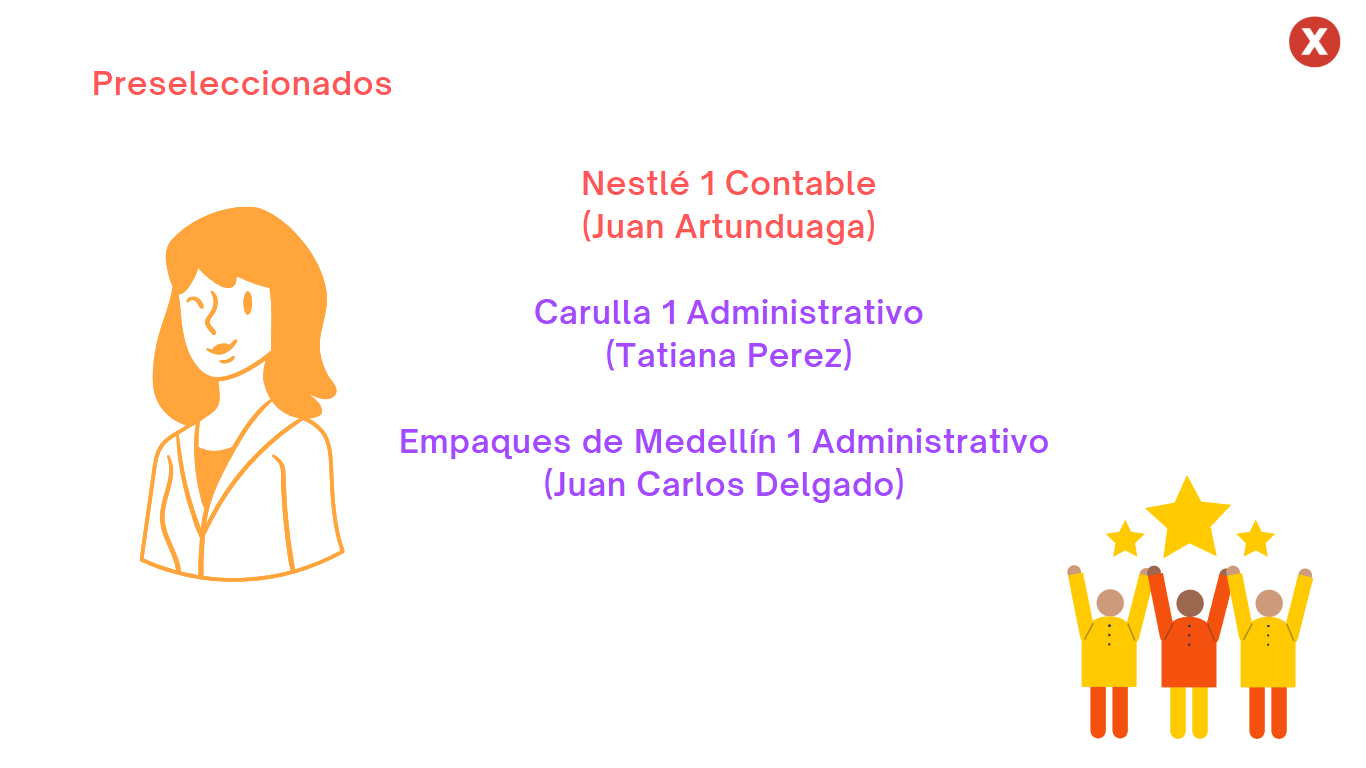 X
Preseleccionados
Nestlé 1 Contable
(Juan Artunduaga)
Carulla 1 Administrativo
(Tatiana Perez)
Empaques de Medellín 1 Administrativo
(Juan Carlos Delgado)